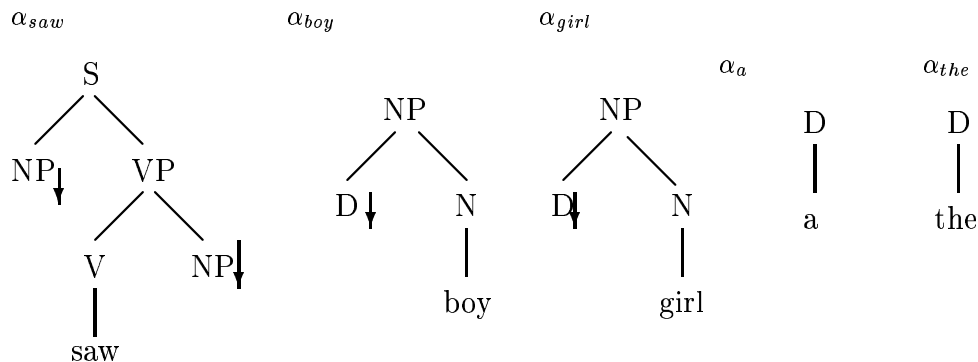 α_saw α_boy α_girl
α_a α_the
S
NP NP
D D
NP↓ VP
D↓ N D↓ N a the
V NP↓
boy girl
saw